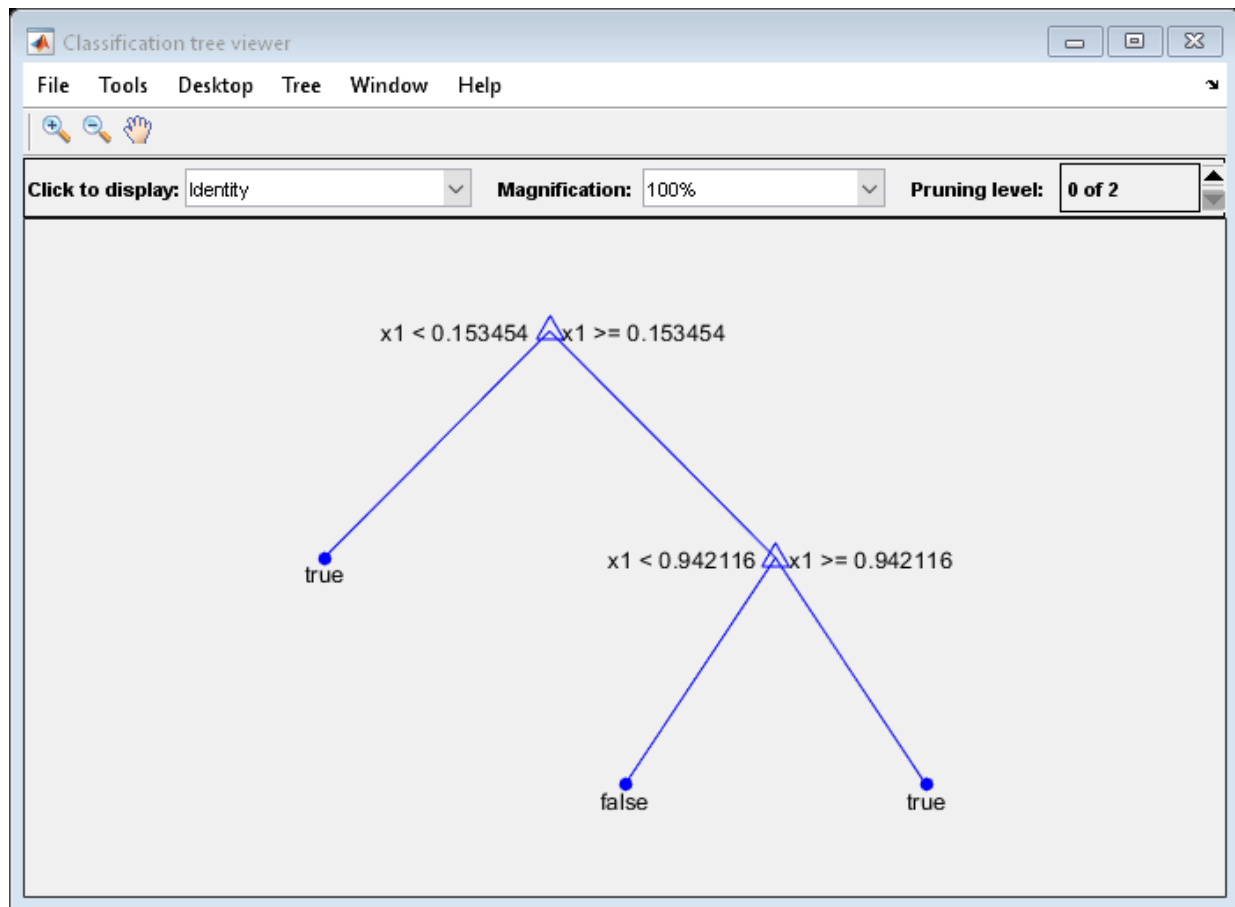 Classification tree viewer
File Tools Desktop Tree Window Help
Click to display: Identity Magnification: 100% Pruning level: 0 of 2
x1 < 0.153454 x1 >= 0.153454
true
x1 < 0.942116 x1 >= 0.942116
false
true